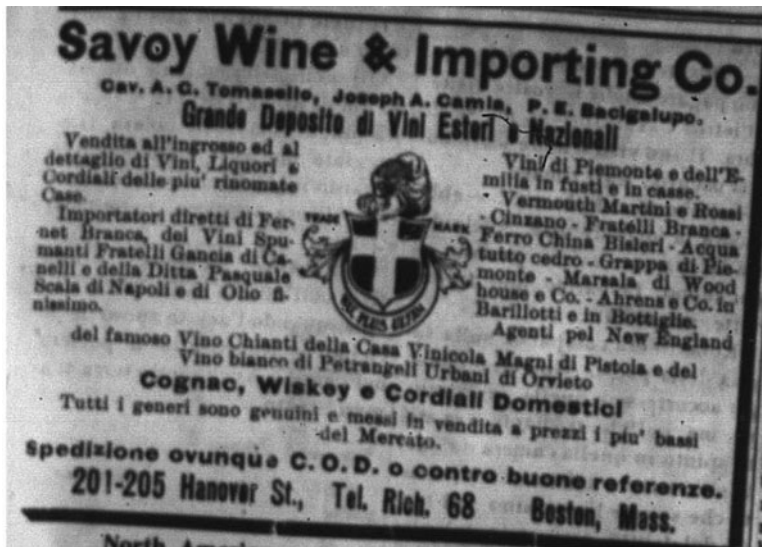 Savoy Wine & Importing Co.
Cav. A. C. Tomasello, Joseph A. Camia, P. E. Bacigalupo.
Grande Deposito di Vini Esteri e Nazionali
Vendita all'ingrosso ed al
dettaglio di Vini, Liquori e
Cordiali delle piu' rinomate
Case.
Importatori diretti di Fer-
net Branca, dei Vini Spu-
manti Fratelli Gancia di Ca-
nelli e della Ditta Pasquale
Scala di Napoli e di Olio fi-
nissimo.
TRADE MARK
NE PLUS ULTRA
Vini di Piemonte e dell'E-
milia in fusti e in casse.
Vermouth Martini e Rossi
- Cinzano - Fratelli Branca -
Ferro China Bisleri - Acqua
tutto cedro - Grappa di Pie-
monte - Marsala di Wood
house e Co. - Ahrens e Co. in
Barillotti e in Bottiglie.
Agenti pel New England
del famoso Vino Chianti della Casa Vinicola Magni di Pistoia e del
Vino bianco di Petrangeli Urbani di Orvieto
Cognac, Wiskey e Cordiali Domestici
Tutti i generi sono genuini e messi in vendita a prezzi i piu' bassi
del Mercato.
Spedizione ovunque C. O. D. o contro buone referenze.
201-205 Hanover St., Tel. Rich. 68 Boston, Mass.
North